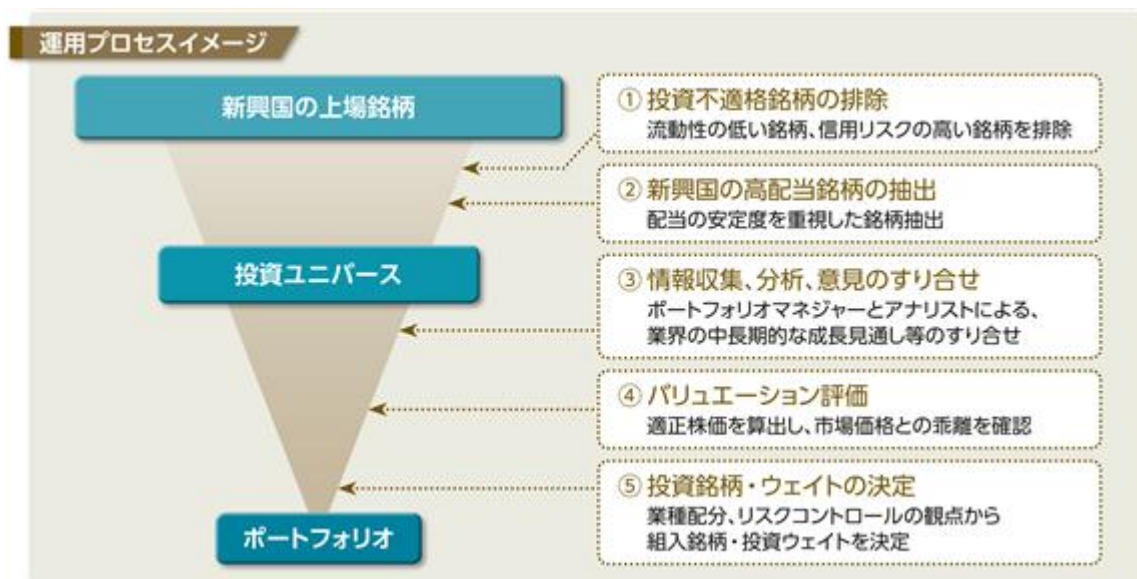 運用プロセスイメージ
新興国の上場銘柄
① 投資不適格銘柄の排除
流動性の低い銘柄、信用リスクの高い銘柄を排除
② 新興国の高配当銘柄の抽出
配当の安定度を重視した銘柄抽出
投資ユニバース
③ 情報収集、分析、意見のすり合せ
ポートフォリオマネジャーとアナリストによる、
業界の中長期的な成長見通し等のすり合せ
④ バリュエーション評価
適正株価を算出し、市場価格との乖離を確認
⑤ 投資銘柄・ウェイトの決定
業種配分、リスクコントロールの観点から
組入銘柄・投資ウェイトを決定
ポートフォリオ